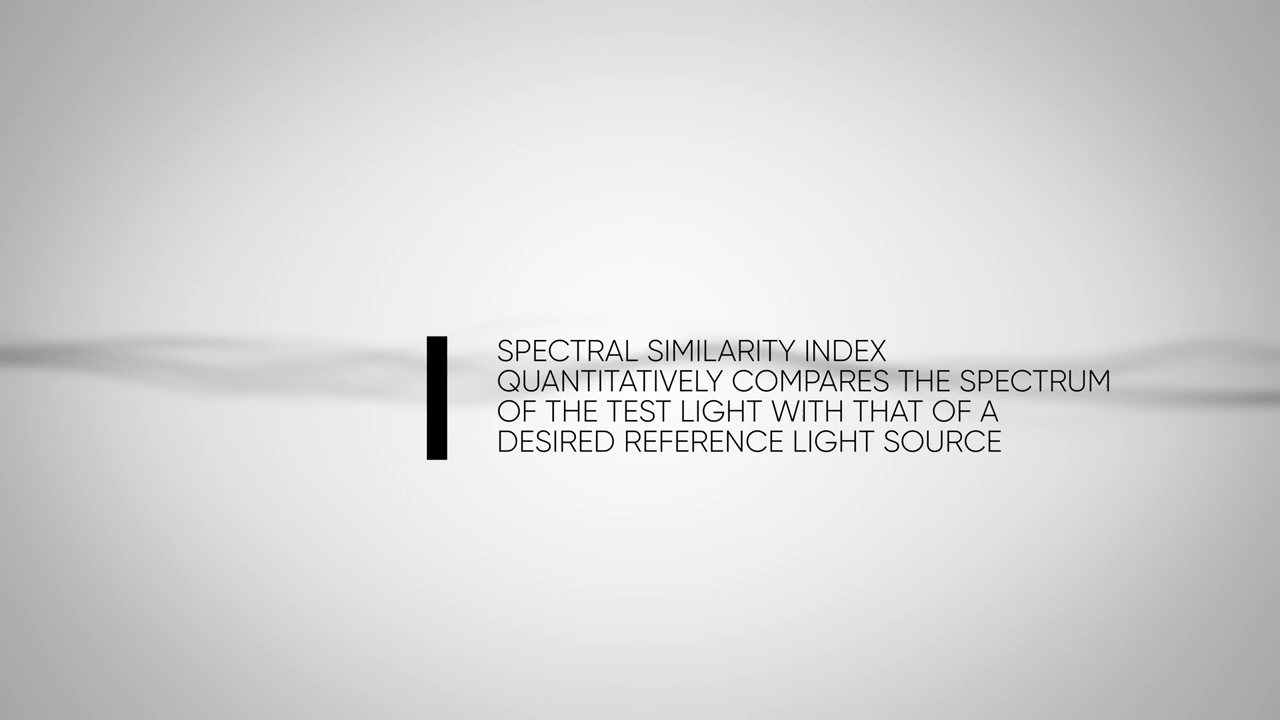 SPECTRAL SIMILARITY INDEX
QUANTITATIVELY COMPARES THE SPECTRUM
OF THE TEST LIGHT WITH THAT OF A
DESIRED REFERENCE LIGHT SOURCE